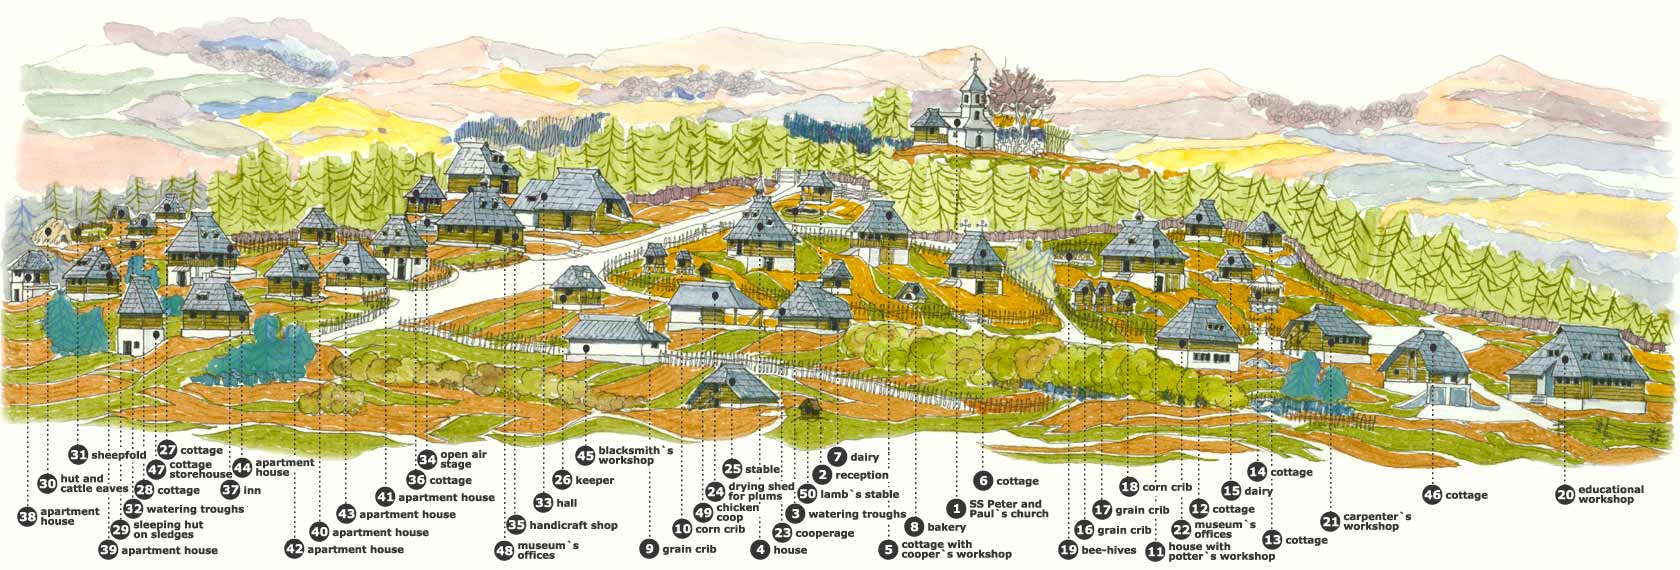 38 apartment
house
30 hut and
cattle eaves
31 sheepfold
39 apartment house
29 sleeping hut
on sledges
32 watering troughs
28 cottage
47 cottage
storehouse
27 cottage
37 inn
44 apartment
house
42 apartment house
40 apartment house
43 apartment house
41 apartment house
36 cottage
34 open air
stage
48 museum`s
offices
35 handicraft shop
33 hall
26 keeper
45 blacksmith`s
workshop
9 grain crib
10 corn crib
49 chicken
coop
24 drying shed
for plums
25 stable
4 house
23 cooperage
3 watering troughs
50 lamb`s stable
2 reception
7 dairy
5 cottage with
cooper`s workshop
8 bakery
1 SS Peter and
Paul`s church
6 cottage
19 bee-hives
16 grain crib
17 grain crib
18 corn crib
11 house with
potter`s workshop
22 museum`s
offices
12 cottage
15 dairy
14 cottage
13 cottage
21 carpenter`s
workshop
46 cottage
20 educational
workshop